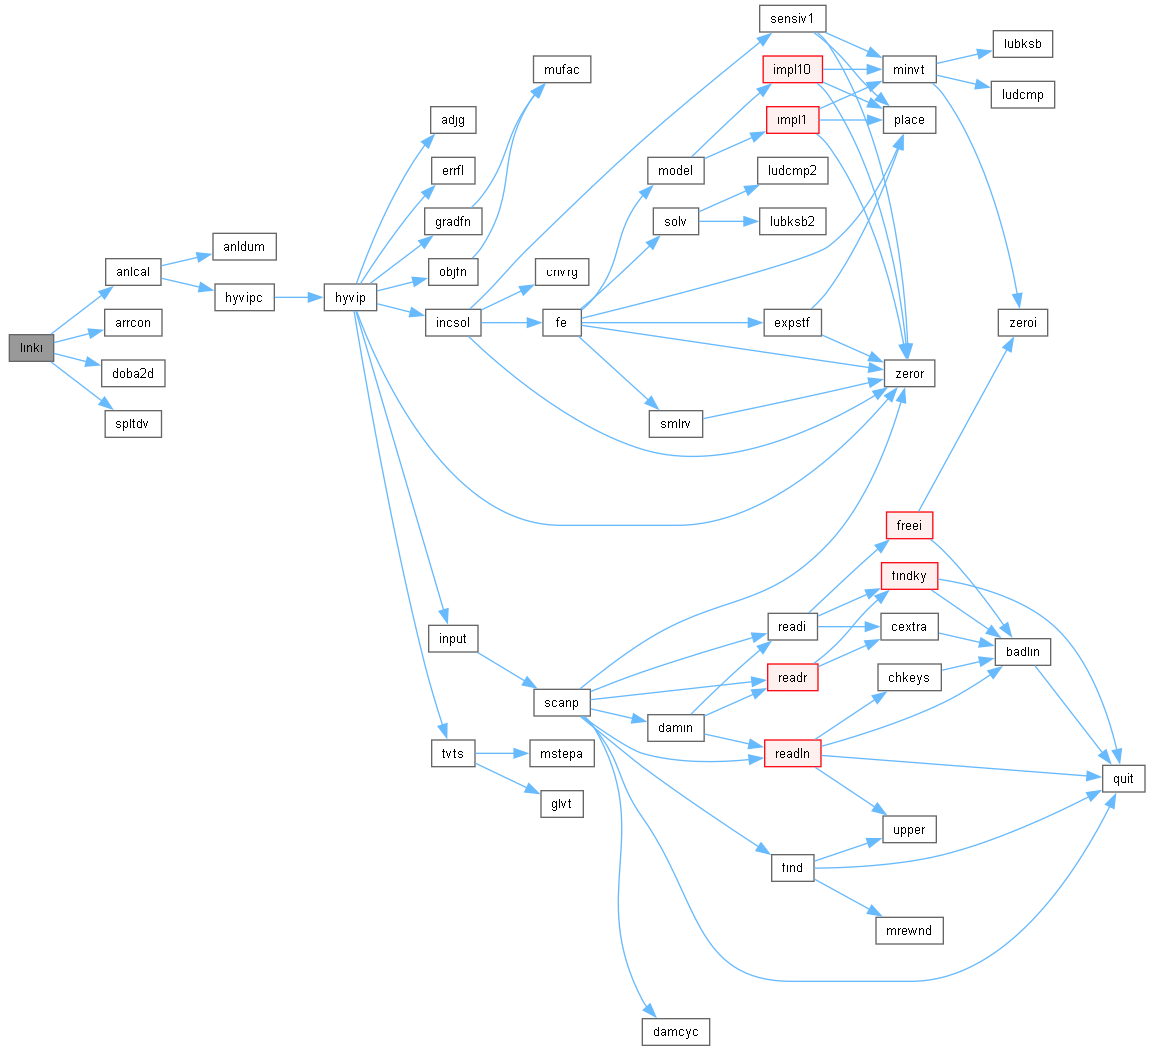 linki
anlcal
arrcon
doba2d
spltdv
anldum
hyvipc
hyvip
adjg
errfl
gradfn
objfn
incsol
input
tvts
mufac
cnvrg
fe
scanp
mstepa
glvt
model
solv
smlrv
damin
damcyc
sensiv1
impl10
impl1
ludcmp2
lubksb2
expstf
readi
readr
readln
find
minvt
place
zeror
freei
findky
cextra
chkeys
upper
mrewnd
lubksb
ludcmp
zeroi
badlin
quit